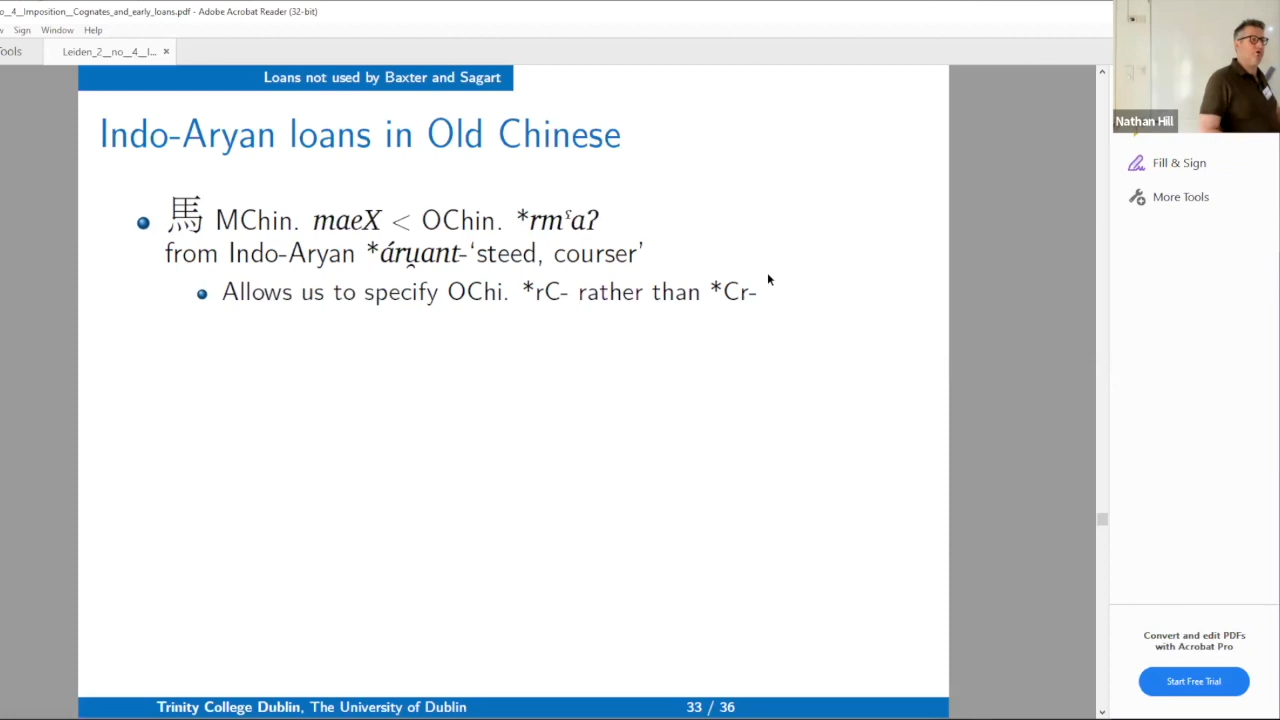 o__4__Imposition__Cognates_and_early_loans.pdf - Adobe Acrobat Reader (32-bit)
w Sign Window Help
Tools
Leiden_2__no__4__I... ×
Loans not used by Baxter and Sagart
Indo-Aryan loans in Old Chinese
馬 MChin. maeX < OChin. *rmˤaʔ
from Indo-Aryan *áru̯ant-‘steed, courser’
Allows us to specify OChi. *rC- rather than *Cr-
Trinity College Dublin, The University of Dublin
33 / 36
Nathan Hill
Fill & Sign
More Tools
Convert and edit PDFs
with Acrobat Pro
Start Free Trial